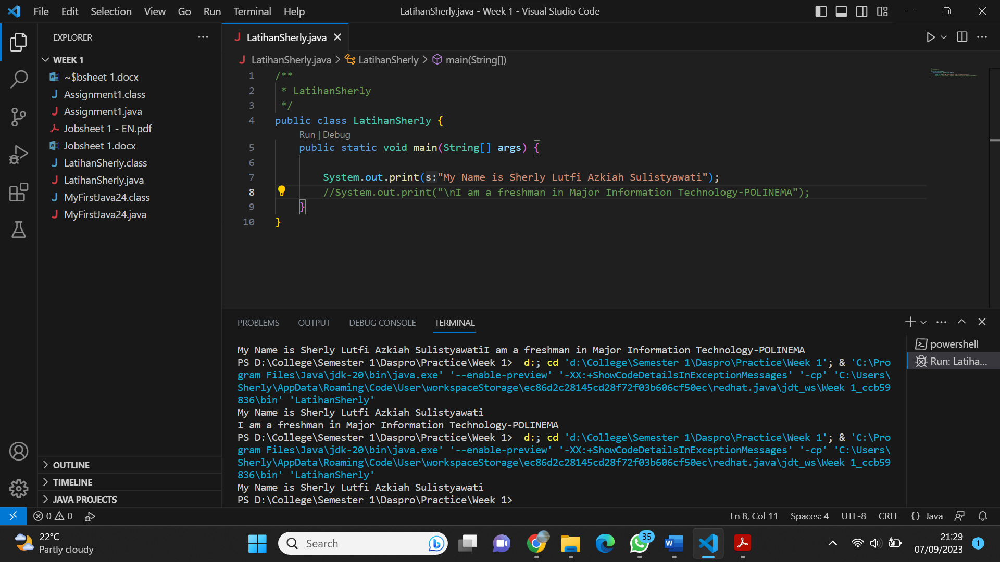 File Edit Selection View Go Run Terminal Help
LatihanSherly.java - Week 1 - Visual Studio Code
EXPLORER
WEEK 1
~$bsheet 1.docx
Assignment1.class
Assignment1.java
Jobsheet 1 - EN.pdf
Jobsheet 1.docx
LatihanSherly.class
LatihanSherly.java
MyFirstJava24.class
MyFirstJava24.java
OUTLINE
TIMELINE
JAVA PROJECTS
LatihanSherly.java
LatihanSherly.java > LatihanSherly > main(String[])
1 /**
2 * LatihanSherly
3 */
4 public class LatihanSherly {
Run | Debug
5 public static void main(String[] args) {
6
7 System.out.print(s:"My Name is Sherly Lutfi Azkiah Sulistyawati");
8 //System.out.print("\nI am a freshman in Major Information Technology-POLINEMA");
9 }
10 }
PROBLEMS OUTPUT DEBUG CONSOLE TERMINAL
My Name is Sherly Lutfi Azkiah SulistyawatiI am a freshman in Major Information Technology-POLINEMA
PS D:\College\Semester 1\Daspro\Practice\Week 1> d:; cd 'd:\College\Semester 1\Daspro\Practice\Week 1'; & 'C:\Pro
gram Files\Java\jdk-20\bin\java.exe' '--enable-preview' '-XX:+ShowCodeDetailsInExceptionMessages' '-cp' 'C:\Users\
Sherly\AppData\Roaming\Code\User\workspaceStorage\ec86d2c28145cd28f72f03b606cf50ec\redhat.java\jdt_ws\Week 1_ccb59
836\bin' 'LatihanSherly'
My Name is Sherly Lutfi Azkiah Sulistyawati
I am a freshman in Major Information Technology-POLINEMA
PS D:\College\Semester 1\Daspro\Practice\Week 1> d:; cd 'd:\College\Semester 1\Daspro\Practice\Week 1'; & 'C:\Pro
gram Files\Java\jdk-20\bin\java.exe' '--enable-preview' '-XX:+ShowCodeDetailsInExceptionMessages' '-cp' 'C:\Users\
Sherly\AppData\Roaming\Code\User\workspaceStorage\ec86d2c28145cd28f72f03b606cf50ec\redhat.java\jdt_ws\Week 1_ccb59
836\bin' 'LatihanSherly'
My Name is Sherly Lutfi Azkiah Sulistyawati
PS D:\College\Semester 1\Daspro\Practice\Week 1>
powershell
Run: Latiha...
0 0
Ln 8, Col 11 Spaces: 4 UTF-8 CRLF {} Java
22°C
Partly cloudy
Search
35
21:29
07/09/2023
1